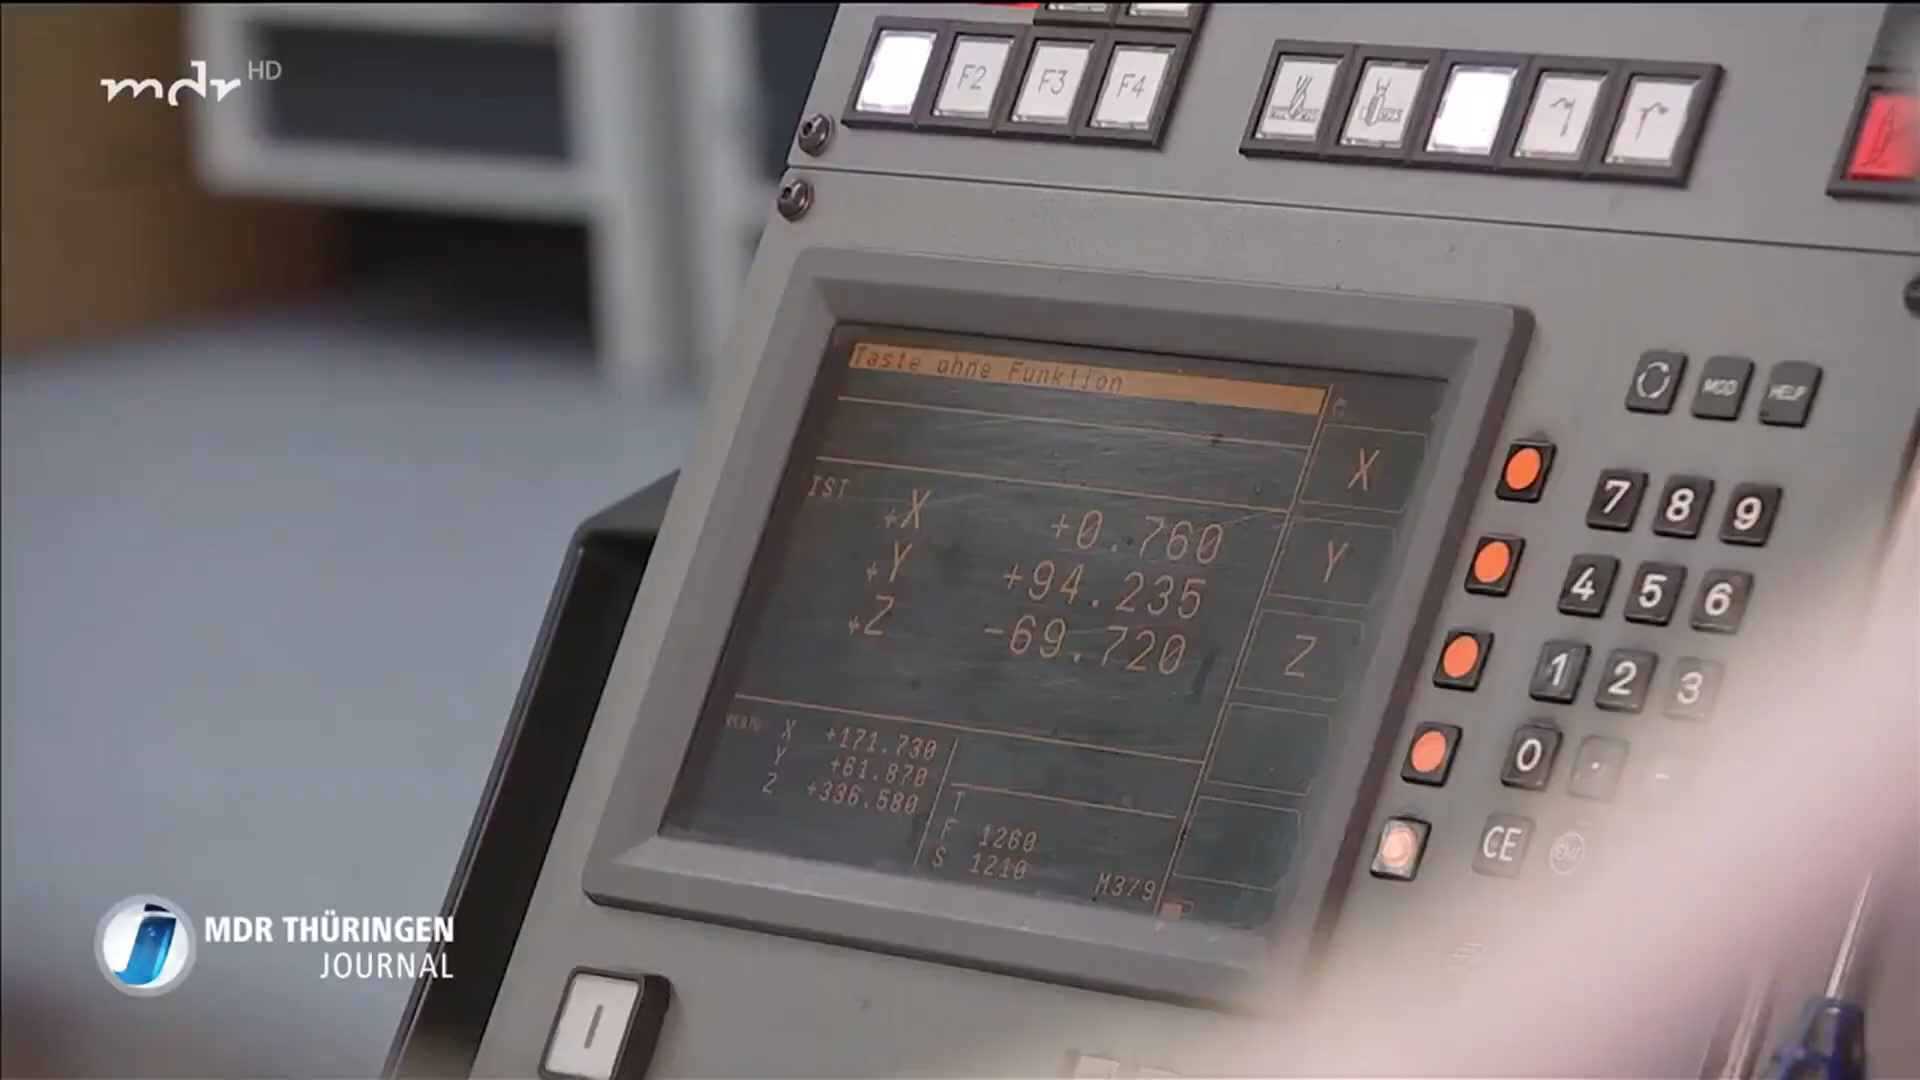 mdr HD
F2 F3 F4
Taste ohne Funktion
IST
X +0.760
Y +94.235
Z -69.720
X
Y
Z
X +171.730
Y +61.870
Z +336.580
T
F 1260
S 1210
M3/9
MOD HELP
7 8 9
4 5 6
1 2 3
0 . -
CE
I
MDR THÜRINGEN
JOURNAL